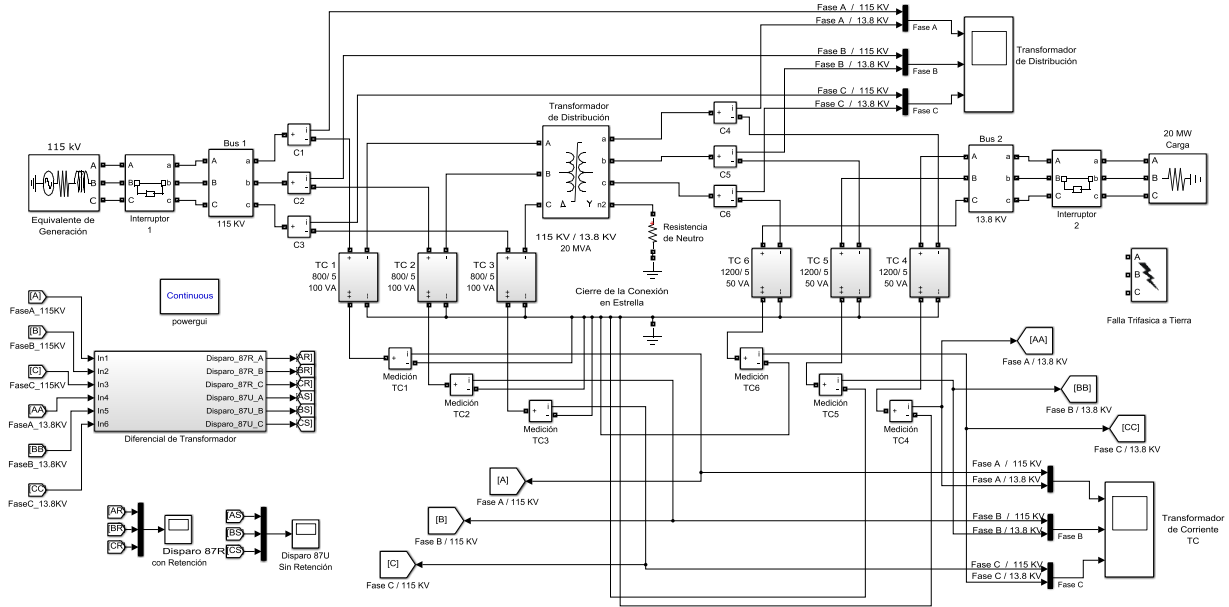 Fase A / 115 KV
Fase A / 13.8 KV
Fase A
Fase B / 115 KV
Fase B / 13.8 KV
Fase B
Fase C / 115 KV
Fase C / 13.8 KV
Fase C
Transformador
de Distribución
115 kV
A
B
C
Equivalente de
Generación
A
B
C
a
b
c
Interruptor
1
Bus 1
A
B
C
a
b
c
115 KV
+
i
-
C1
+
i
-
C2
+
i
-
C3
Transformador
de Distribución
A
B
C
a
b
c
n2
Δ
Y
115 KV / 13.8 KV
20 MVA
Resistencia
de Neutro
+
i
-
C4
+
i
-
C5
+
i
-
C6
Bus 2
A
B
C
a
b
c
13.8 KV
A
B
C
a
b
c
Interruptor
2
20 MW
Carga
A
B
C
TC 1
800/ 5
100 VA
TC 2
800/ 5
100 VA
TC 3
800/ 5
100 VA
Cierre de la Conexión
en Estrella
TC 6
1200/ 5
50 VA
TC 5
1200/ 5
50 VA
TC 4
1200/ 5
50 VA
A
B
C
Falla Trifasica a Tierra
Continuous
powergui
[A]
FaseA_115KV
[B]
FaseB_115KV
[C]
FaseC_115KV
[AA]
FaseA_13.8KV
[BB]
FaseB_13.8KV
[CC]
FaseC_13.8KV
In1
In2
In3
In4
In5
In6
Disparo_87R_A
Disparo_87R_B
Disparo_87R_C
Disparo_87U_A
Disparo_87U_B
Disparo_87U_C
[AR]
[BR]
[CR]
[AS]
[BS]
[CS]
Diferencial de Transformador
+
i
-
Medición
TC1
+
i
-
Medición
TC2
+
i
-
Medición
TC3
+
i
-
Medición
TC6
+
i
-
Medición
TC5
+
i
-
Medición
TC4
[AA]
Fase A / 13.8 KV
[BB]
Fase B / 13.8 KV
[CC]
Fase C / 13.8 KV
[A]
Fase A / 115 KV
[B]
Fase B / 115 KV
[C]
Fase C / 115 KV
[AR]
[BR]
[CR]
Disparo 87R
con Retención
[AS]
[BS]
[CS]
Disparo 87U
Sin Retención
Fase A / 115 KV
Fase A / 13.8 KV
Fase A
Fase B / 115 KV
Fase B / 13.8 KV
Fase B
Fase C / 115 KV
Fase C / 13.8 KV
Fase C
Transformador
de Corriente
TC